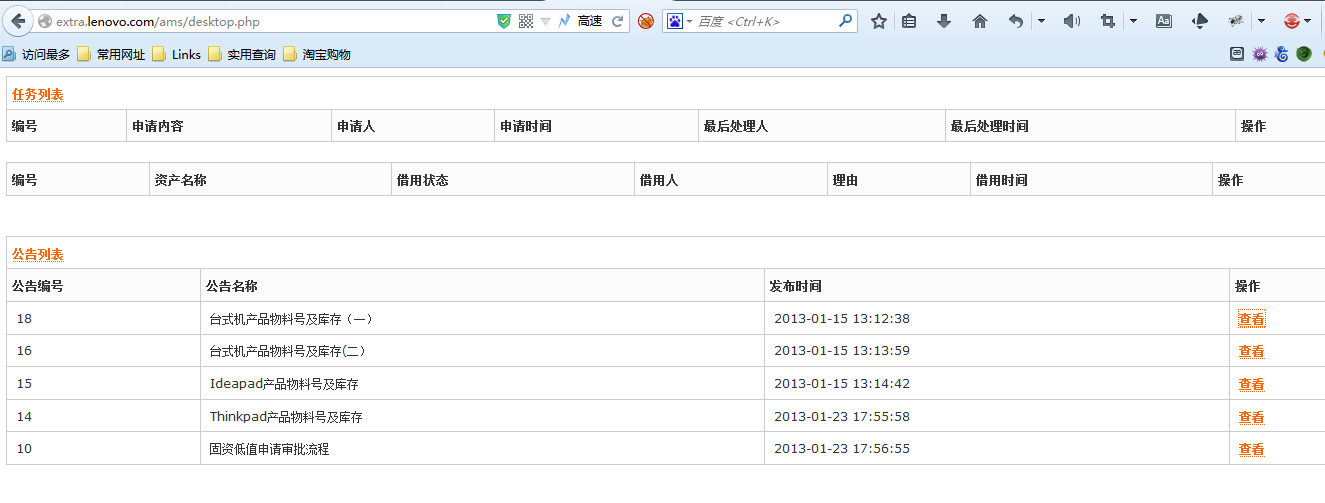 extra.lenovo.com/ams/desktop.php 高速 百度 <Ctrl+K> Aa
访问最多 常用网址 Links 实用查询 淘宝购物
任务列表
编号 申请内容 申请人 申请时间 最后处理人 最后处理时间 操作
编号 资产名称 借用状态 借用人 理由 借用时间 操作
公告列表
公告编号 公告名称 发布时间 操作
18 台式机产品物料号及库存（一） 2013-01-15 13:12:38 查看
16 台式机产品物料号及库存(二） 2013-01-15 13:13:59 查看
15 Ideapad产品物料号及库存 2013-01-15 13:14:42 查看
14 Thinkpad产品物料号及库存 2013-01-23 17:55:58 查看
10 固资低值申请审批流程 2013-01-23 17:56:55 查看